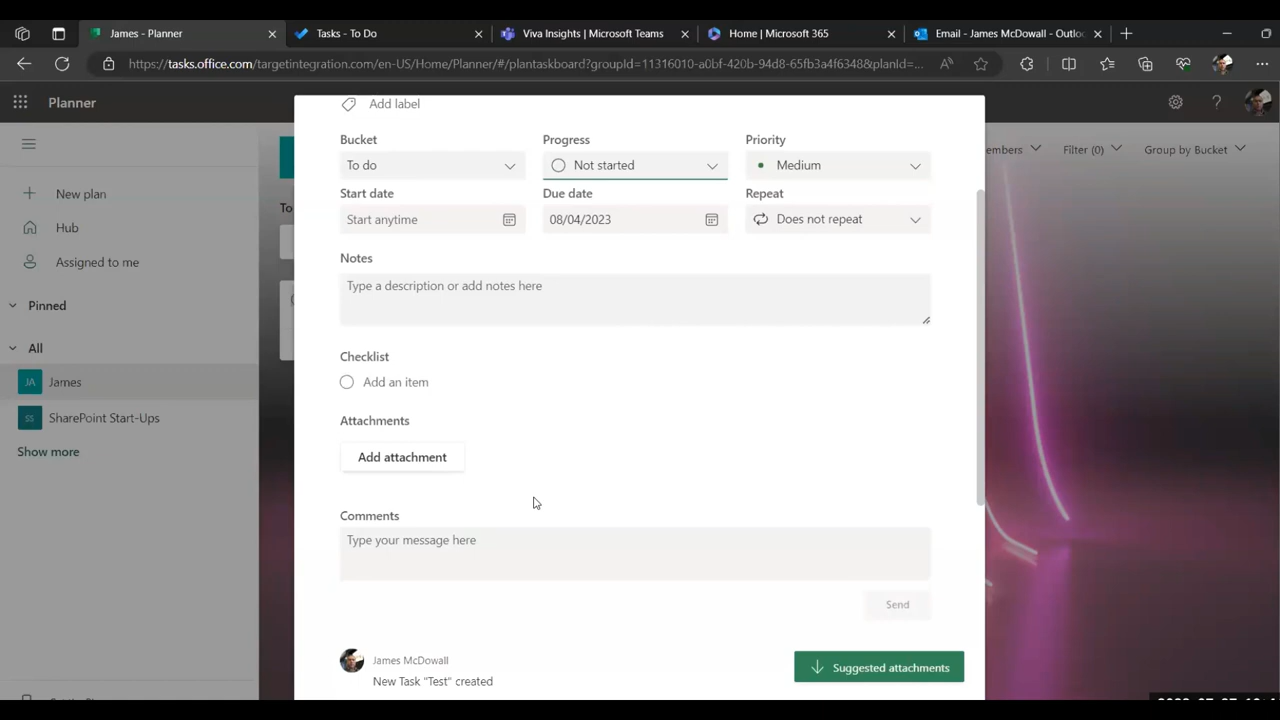 James - Planner
Tasks - To Do
Viva Insights | Microsoft Teams
Home | Microsoft 365
Email - James McDowall - Outloo
https://tasks.office.com/targetintegration.com/en-US/Home/Planner/#/plantaskboard?groupId=11316010-a0bf-420b-94d8-65fb3a4f6348&planId=...
Planner
?
Add label
Bucket
Progress
Priority
To do
Not started
Medium
embers
Filter (0)
Group by Bucket
Start date
Due date
Repeat
Start anytime
08/04/2023
Does not repeat
New plan
Hub
Assigned to me
Pinned
All
JA James
SS SharePoint Start-Ups
Show more
To
Notes
Type a description or add notes here
Checklist
Add an item
Attachments
Add attachment
Comments
Type your message here
Send
James McDowall
New Task "Test" created
Suggested attachments